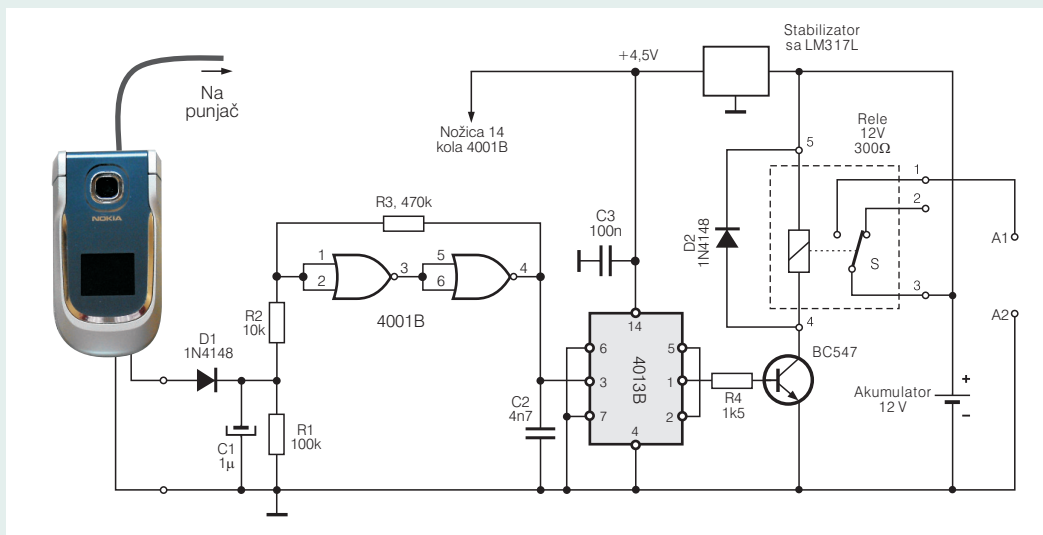 Stabilizator
sa LM317L
+4,5V
Na
punjač
Nožica 14
kola 4001B
Rele
12V
300Ω
5
1
2
3
4
S
A1
A2
NOKIA
R3, 470k
C3
100n
D2
1N4148
1
2
3
5
6
4
4001B
R2
10k
D1
1N4148
C1
1µ
R1
100k
C2
4n7
14
6
5
3
1
7
2
4
4013B
R4
1k5
BC547
Akumulator
12 V
+
–